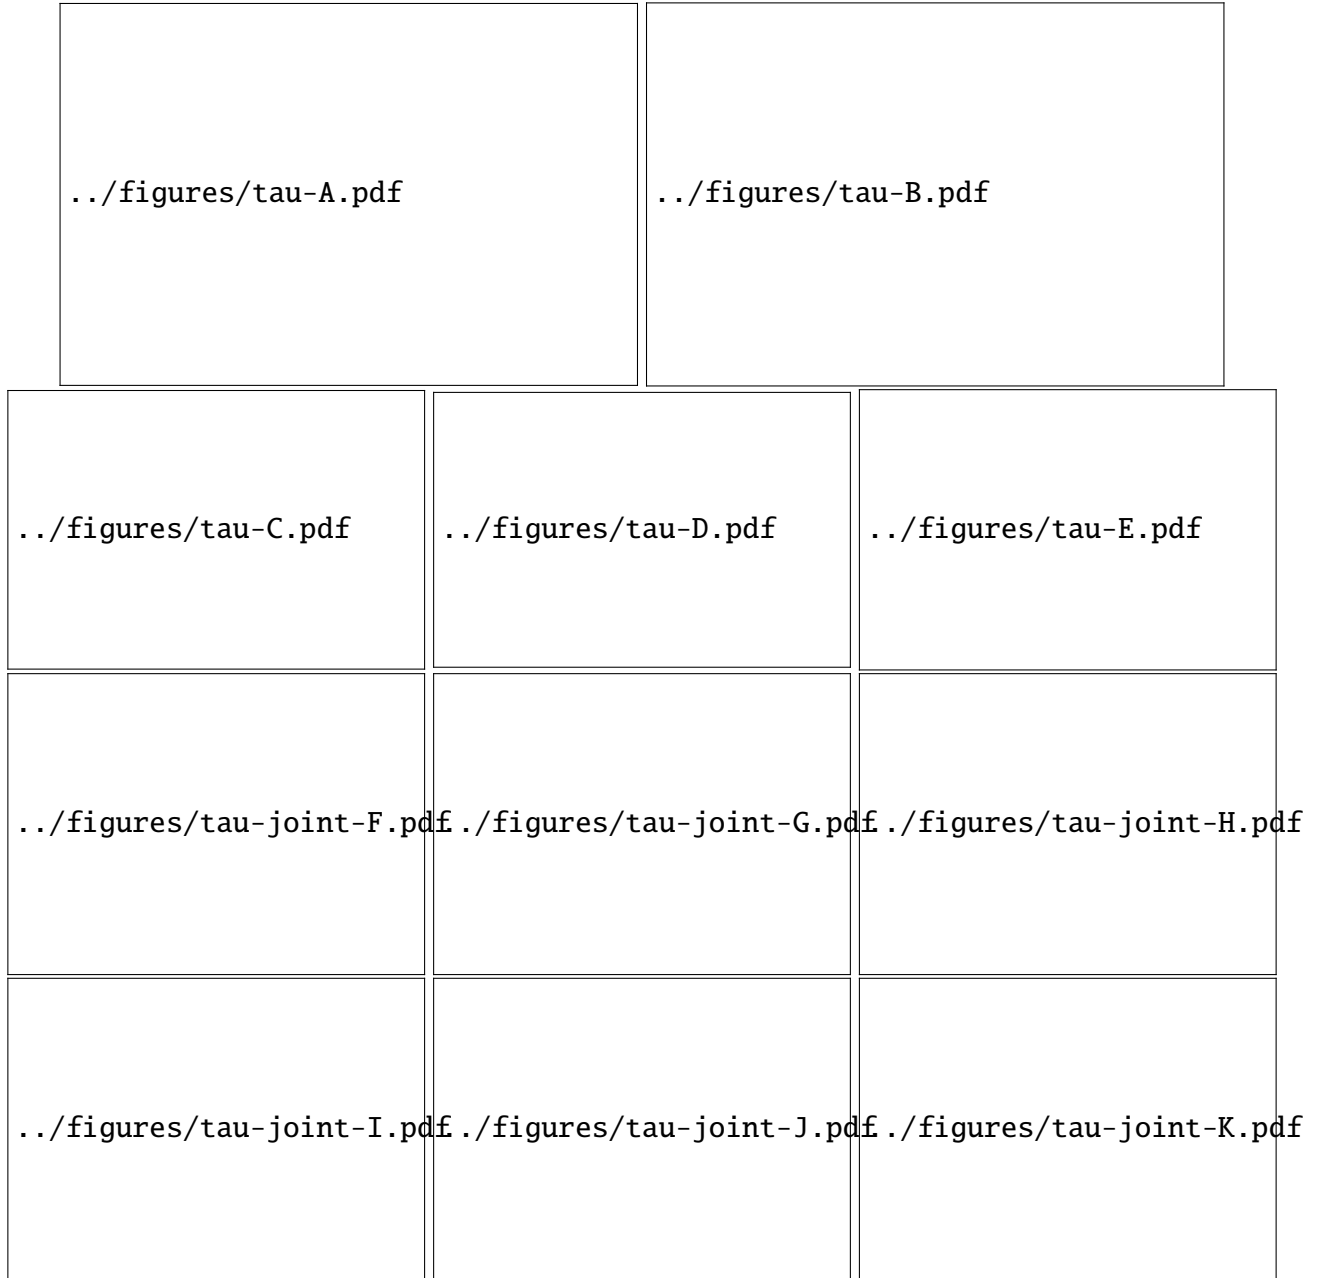 ../figures/tau-A.pdf
../figures/tau-B.pdf
../figures/tau-C.pdf
../figures/tau-D.pdf
../figures/tau-E.pdf
../figures/tau-joint-F.pdf
../figures/tau-joint-G.pdf
../figures/tau-joint-H.pdf
../figures/tau-joint-I.pdf
../figures/tau-joint-J.pdf
../figures/tau-joint-K.pdf